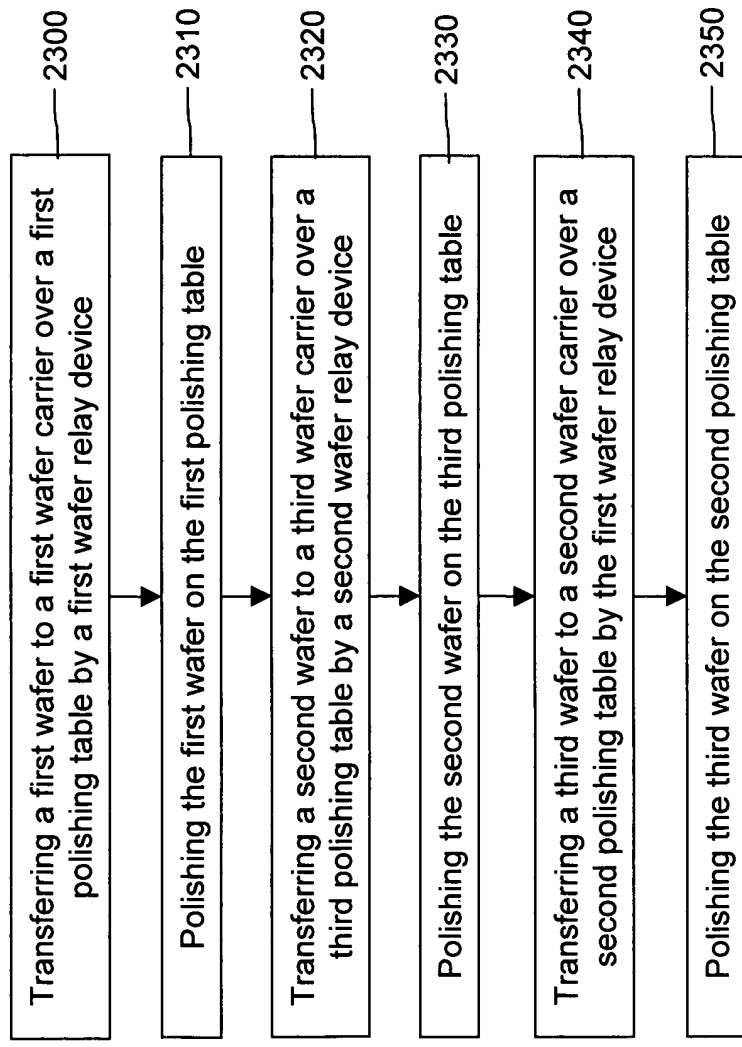 Transferring a first wafer to a first wafer carrier over a first
polishing table by a first wafer relay device
2300
Polishing the first wafer on the first polishing table
2310
Transferring a second wafer to a third wafer carrier over a
third polishing table by a second wafer relay device
2320
Polishing the second wafer on the third polishing table
2330
Transferring a third wafer to a second wafer carrier over a
second polishing table by the first wafer relay device
2340
Polishing the third wafer on the second polishing table
2350